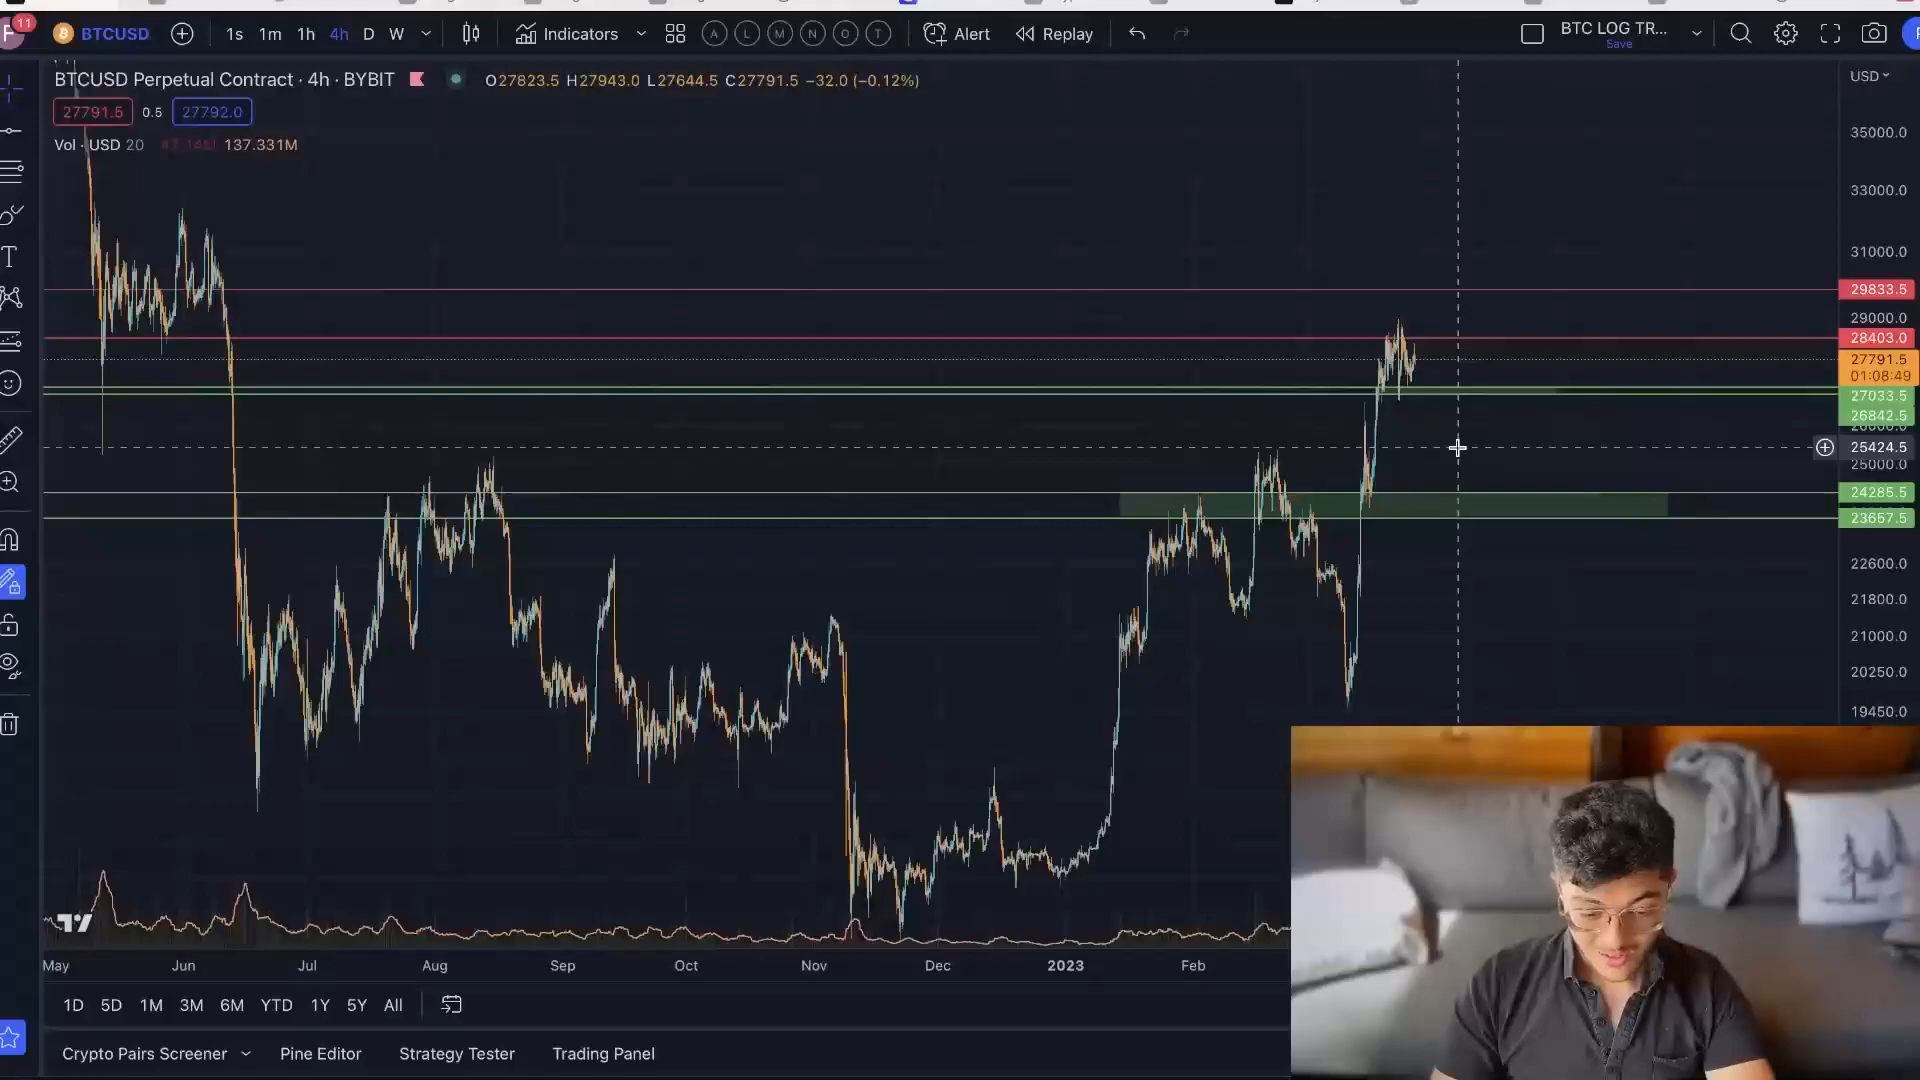 11
BTCUSD 1s 1m 1h 4h D W Indicators A L M N O T Alert Replay BTC LOG TR... Save
BTCUSD Perpetual Contract · 4h · BYBIT O27823.5 H27943.0 L27644.5 C27791.5 −32.0 (−0.12%)
USD
27791.5 0.5 27792.0
Vol · USD 20 137.331M
35000.0
33000.0
31000.0
29833.5
29000.0
28403.0
27791.5
01:08:49
27033.5
26842.5
26000.0
25424.5
25000.0
24285.5
23657.5
22600.0
21800.0
21000.0
20250.0
19450.0
May Jun Jul Aug Sep Oct Nov Dec 2023 Feb
1D 5D 1M 3M 6M YTD 1Y 5Y All
Crypto Pairs Screener Pine Editor Strategy Tester Trading Panel